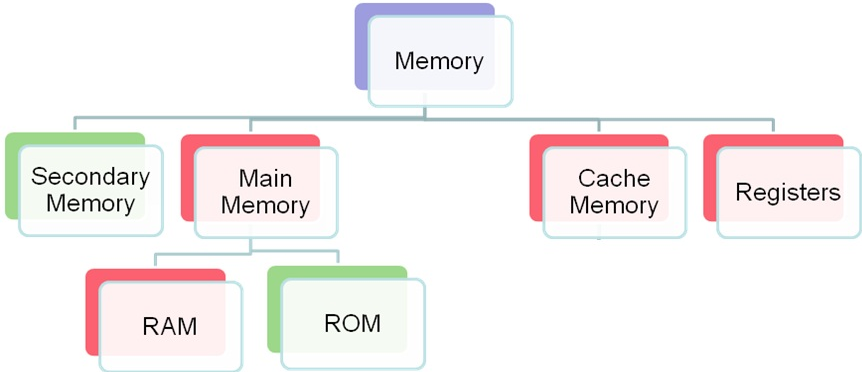 Memory
Secondary
Memory
Main
Memory
Cache
Memory
Registers
RAM
ROM